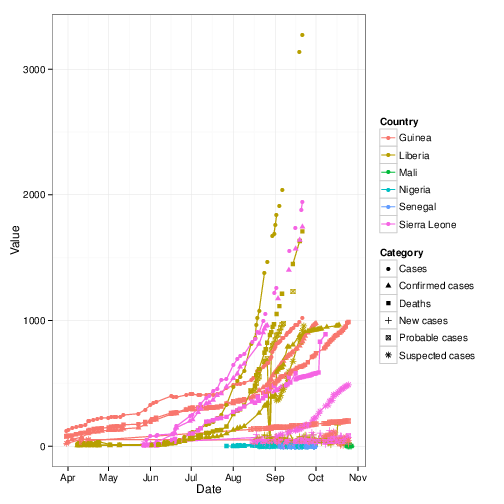 Value
3000
2000
1000
0
Apr May Jun Jul Aug Sep Oct Nov
Date
Country
Guinea
Liberia
Mali
Nigeria
Senegal
Sierra Leone
Category
Cases
Confirmed cases
Deaths
New cases
Probable cases
Suspected cases